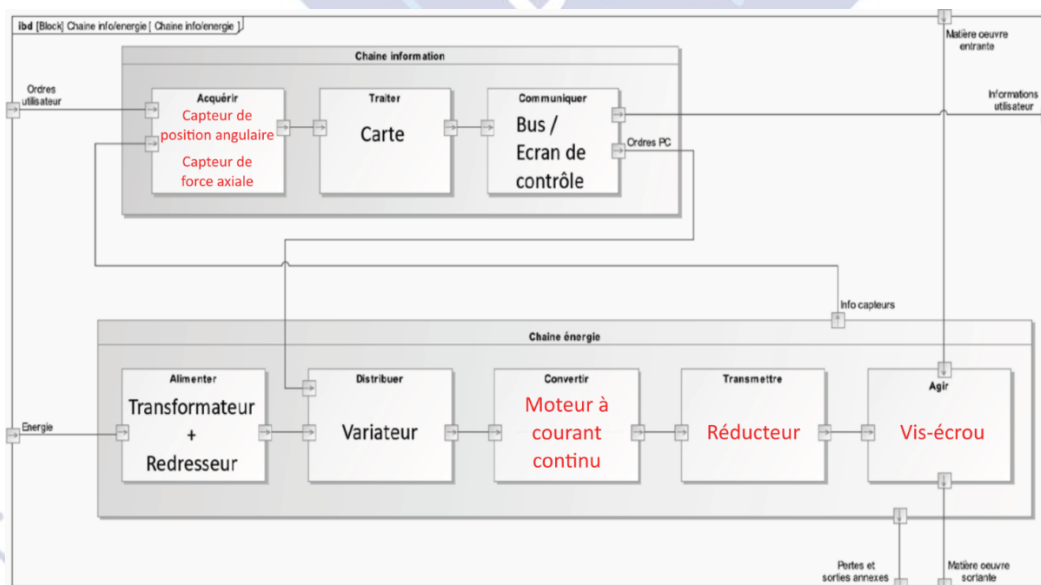 ibd [Block] Chaine info/energie [ Chaine info/energie ]
Matière oeuvre
entrante
Chaine information
Ordres
utilisateur
Acquérir
Capteur de
position angulaire
Capteur de
force axiale
Traiter
Carte
Communiquer
Bus /
Ecran de
contrôle
Informations
utilisateur
Ordres PC
Info capteurs
Chaine énergie
Energie
Alimenter
Transformateur
+
Redresseur
Distribuer
Variateur
Convertir
Moteur à
courant
continu
Transmettre
Réducteur
Agir
Vis-écrou
Pertes et
sorties annexes
Matière oeuvre
sortante